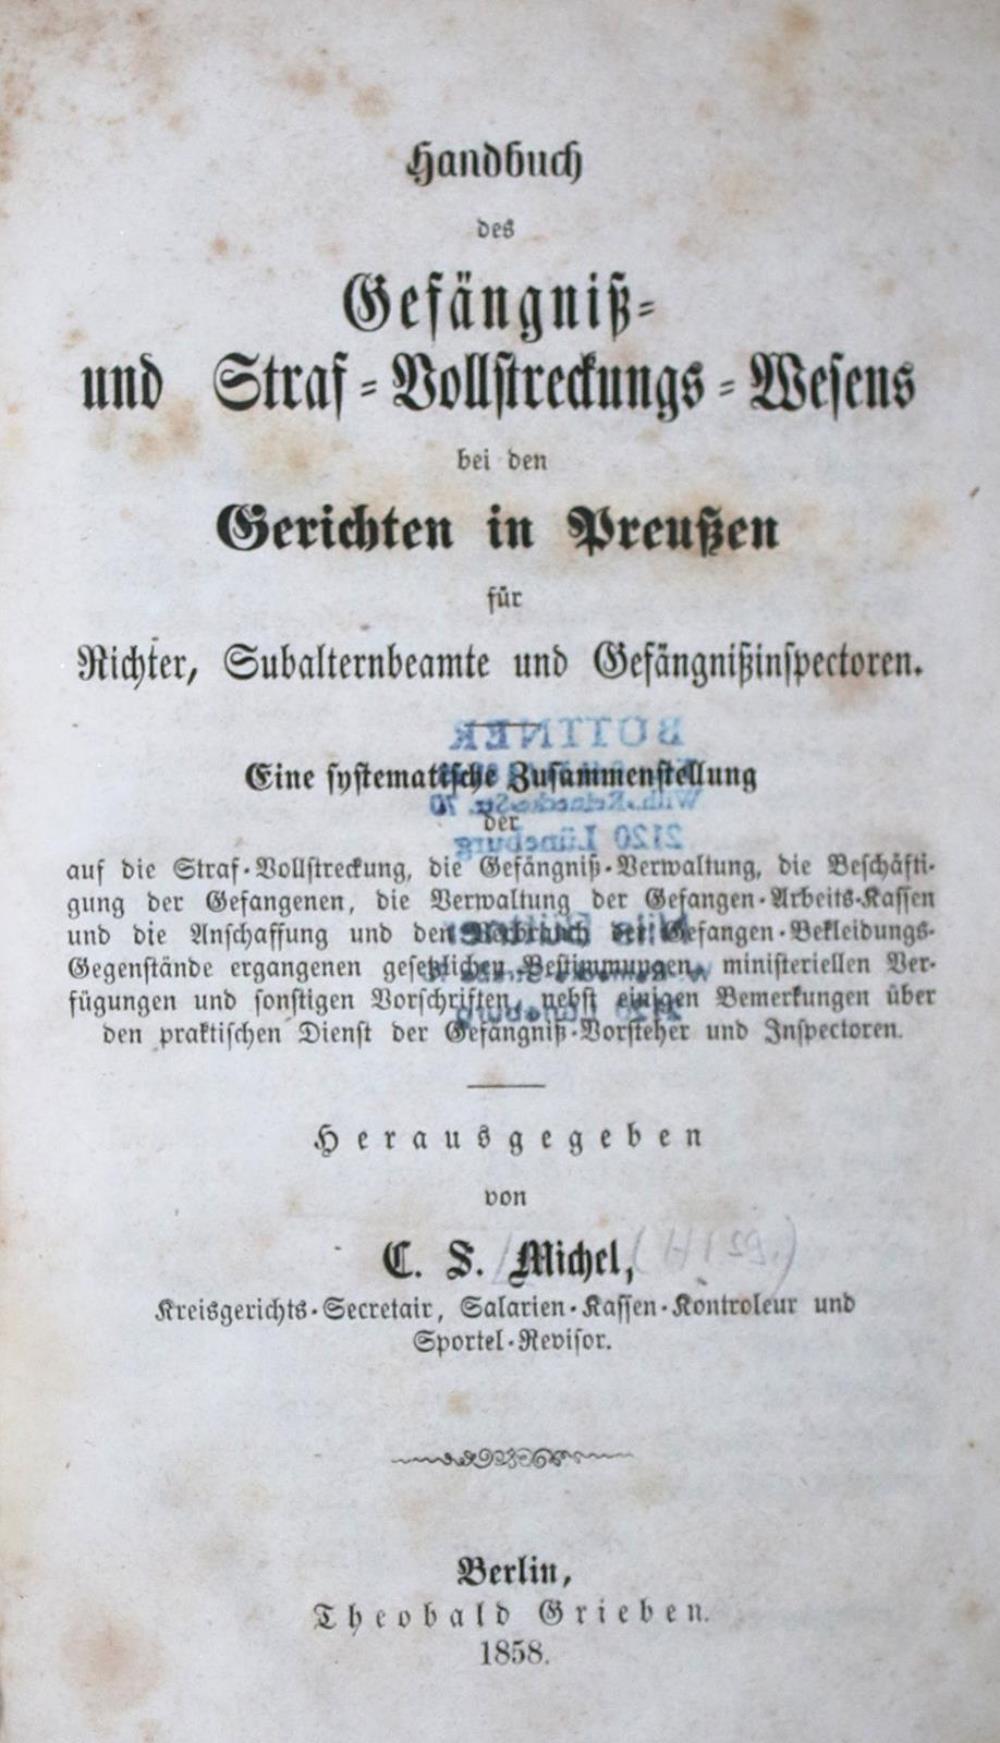 Handbuch
des
Gefängniß-
und Straf-Vollstreckungs-Wesens
bei den
Gerichten in Preußen
für
Richter, Subalternbeamte und Gefängnißinspectoren.
BÜTTNER
Eine systematische Zusammenstellung
der
2120 Lüneburg
auf die Straf-Vollstreckung, die Gefängniß-Verwaltung, die Beschäfti-
gung der Gefangenen, die Verwaltung der Gefangen-Arbeits-Kassen
und die Anschaffung und den Verbrauch der Gefangen-Bekleidungs-
Gegenstände ergangenen gesetzlichen Bestimmungen, ministeriellen Ver-
fügungen und sonstigen Vorschriften, nebst einigen Bemerkungen über
den praktischen Dienst der Gefängniß-Vorsteher und Inspectoren.
Herausgegeben
von
C. S. Michel,
Kreisgerichts-Secretair, Salarien-Kassen-Kontroleur und
Sportel-Revisor.
Berlin,
Theobald Grieben.
1858.